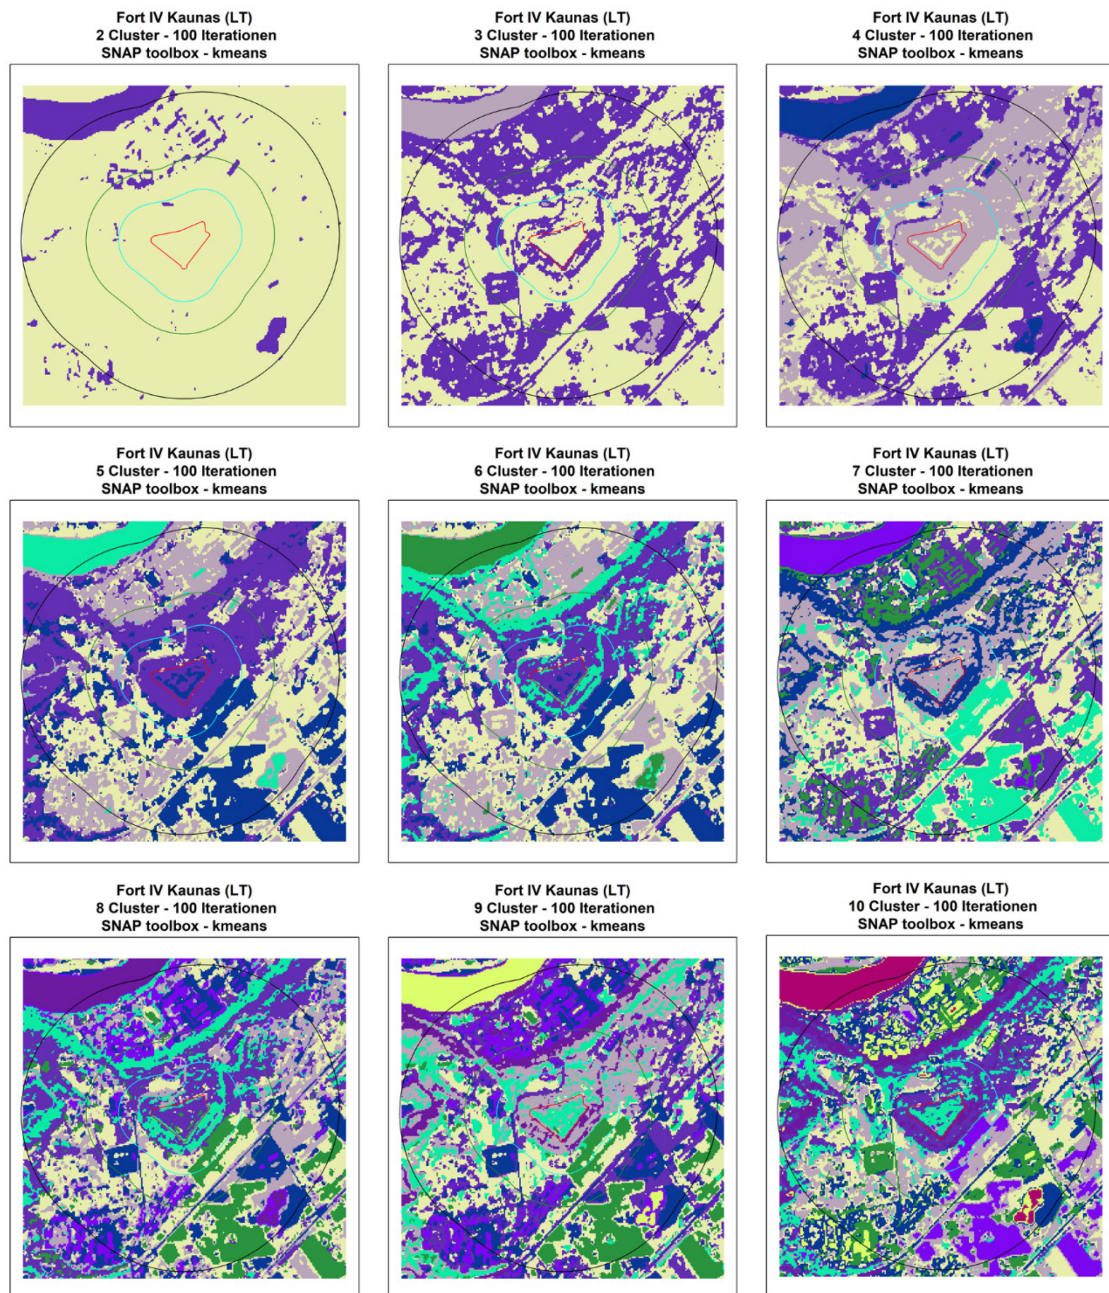 Fort IV Kaunas (LT)
2 Cluster - 100 Iterationen
SNAP toolbox - kmeans
Fort IV Kaunas (LT)
3 Cluster - 100 Iterationen
SNAP toolbox - kmeans
Fort IV Kaunas (LT)
4 Cluster - 100 Iterationen
SNAP toolbox - kmeans
Fort IV Kaunas (LT)
5 Cluster - 100 Iterationen
SNAP toolbox - kmeans
Fort IV Kaunas (LT)
6 Cluster - 100 Iterationen
SNAP toolbox - kmeans
Fort IV Kaunas (LT)
7 Cluster - 100 Iterationen
SNAP toolbox - kmeans
Fort IV Kaunas (LT)
8 Cluster - 100 Iterationen
SNAP toolbox - kmeans
Fort IV Kaunas (LT)
9 Cluster - 100 Iterationen
SNAP toolbox - kmeans
Fort IV Kaunas (LT)
10 Cluster - 100 Iterationen
SNAP toolbox - kmeans